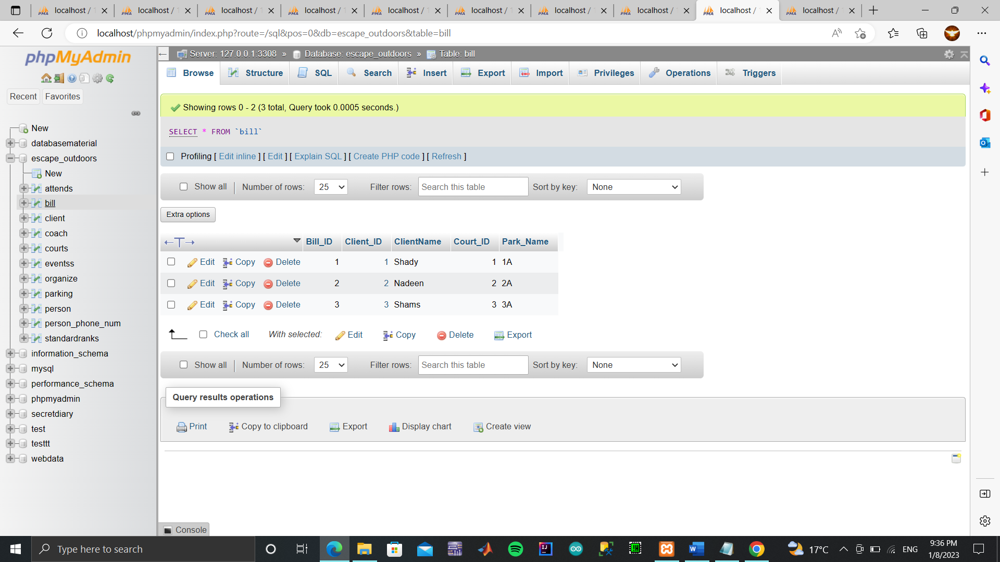 localhost / 1 localhost / 1 localhost / 1 localhost / 1 localhost / 1 localhost / 1 localhost / 1 localhost / localhost / 1 localhost /
localhost/phpmyadmin/index.php?route=/sql&pos=0&db=escape_outdoors&table=bill
phpMyAdmin
Recent Favorites
New
databasematerial
escape_outdoors
New
attends
bill
client
coach
courts
eventss
organize
parking
person
person_phone_num
standardranks
information_schema
mysql
performance_schema
phpmyadmin
secretdiary
test
testtt
webdata
Server: 127.0.0.1:3308 » Database: escape_outdoors » Table: bill
Browse Structure SQL Search Insert Export Import Privileges Operations Triggers
Showing rows 0 - 2 (3 total, Query took 0.0005 seconds.)
SELECT * FROM `bill`
Profiling [ Edit inline ] [ Edit ] [ Explain SQL ] [ Create PHP code ] [ Refresh ]
Show all Number of rows: 25 Filter rows: Search this table Sort by key: None
Extra options
Bill_ID Client_ID ClientName Court_ID Park_Name
Edit Copy Delete 1 1 Shady 1 1A
Edit Copy Delete 2 2 Nadeen 2 2A
Edit Copy Delete 3 3 Shams 3 3A
Check all With selected: Edit Copy Delete Export
Show all Number of rows: 25 Filter rows: Search this table Sort by key: None
Query results operations
Print Copy to clipboard Export Display chart Create view
Console
Type here to search
17°C ENG
9:36 PM
1/8/2023